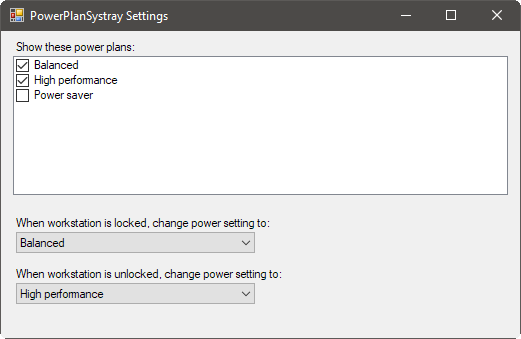 PowerPlanSystray Settings
Show these power plans:
Balanced
High performance
Power saver
When workstation is locked, change power setting to:
Balanced
When workstation is unlocked, change power setting to:
High performance